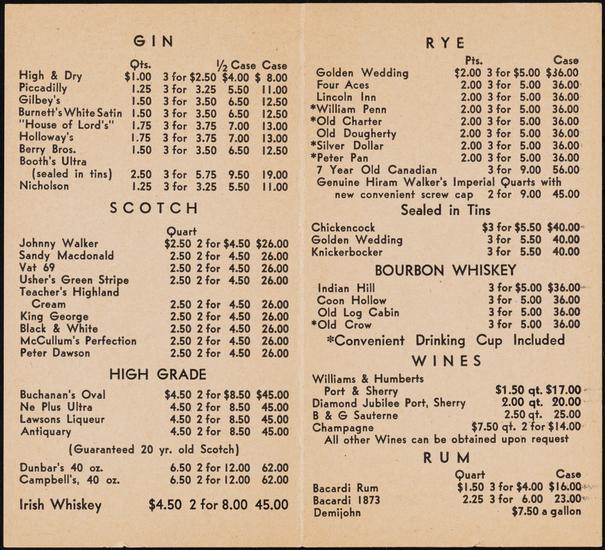 GIN
Qts. ½ Case Case
High & Dry $1.00 3 for $2.50 $4.00 $ 8.00
Piccadilly 1.25 3 for 3.25 5.50 11.00
Gilbey's 1.50 3 for 3.50 6.50 12.50
Burnett's White Satin 1.50 3 for 3.50 6.50 12.50
"House of Lord's" 1.75 3 for 3.75 7.00 13.00
Holloway's 1.75 3 for 3.75 7.00 13.00
Berry Bros. 1.50 3 for 3.50 6.50 12.50
Booth's Ultra
(sealed in tins) 2.50 3 for 5.75 9.50 19.00
Nicholson 1.25 3 for 3.25 5.50 11.00
SCOTCH
Quart
Johnny Walker $2.50 2 for $4.50 $26.00
Sandy Macdonald 2.50 2 for 4.50 26.00
Vat 69 2.50 2 for 4.50 26.00
Usher's Green Stripe 2.50 2 for 4.50 26.00
Teacher's Highland
Cream 2.50 2 for 4.50 26.00
King George 2.50 2 for 4.50 26.00
Black & White 2.50 2 for 4.50 26.00
McCullum's Perfection 2.50 2 for 4.50 26.00
Peter Dawson 2.50 2 for 4.50 26.00
HIGH GRADE
Buchanan's Oval $4.50 2 for $8.50 $45.00
Ne Plus Ultra 4.50 2 for 8.50 45.00
Lawsons Liqueur 4.50 2 for 8.50 45.00
Antiquary 4.50 2 for 8.50 45.00
(Guaranteed 20 yr. old Scotch)
Dunbar's 40 oz. 6.50 2 for 12.00 62.00
Campbell's, 40 oz. 6.50 2 for 12.00 62.00
Irish Whiskey $4.50 2 for 8.00 45.00
RYE
Pts. Case
Golden Wedding $2.00 3 for $5.00 $36.00
Four Aces 2.00 3 for 5.00 36.00
Lincoln Inn 2.00 3 for 5.00 36.00
*William Penn 2.00 3 for 5.00 36.00
*Old Charter 2.00 3 for 5.00 36.00
Old Dougherty 2.00 3 for 5.00 36.00
*Silver Dollar 2.00 3 for 5.00 36.00
*Peter Pan 2.00 3 for 5.00 36.00
7 Year Old Canadian 3 for 9.00 56.00
Genuine Hiram Walker's Imperial Quarts with
new convenient screw cap 2 for 9.00 45.00
Sealed in Tins
Chickencock $3 for $5.50 $40.00
Golden Wedding 3 for 5.50 40.00
Knickerbocker 3 for 5.50 40.00
BOURBON WHISKEY
Indian Hill 3 for $5.00 $36.00
Coon Hollow 3 for 5.00 36.00
Old Log Cabin 3 for 5.00 36.00
*Old Crow 3 for 5.00 36.00
*Convenient Drinking Cup Included
WINES
Williams & Humberts
Port & Sherry $1.50 qt. $17.00
Diamond Jubilee Port, Sherry 2.00 qt. 20.00
B & G Sauterne 2.50 qt. 25.00
Champagne $7.50 qt. 2 for $14.00
All other Wines can be obtained upon request
RUM
Quart Case
Bacardi Rum $1.50 3 for $4.00 $16.00
Bacardi 1873 2.25 3 for 6.00 23.00
Demijohn $7.50 a gallon